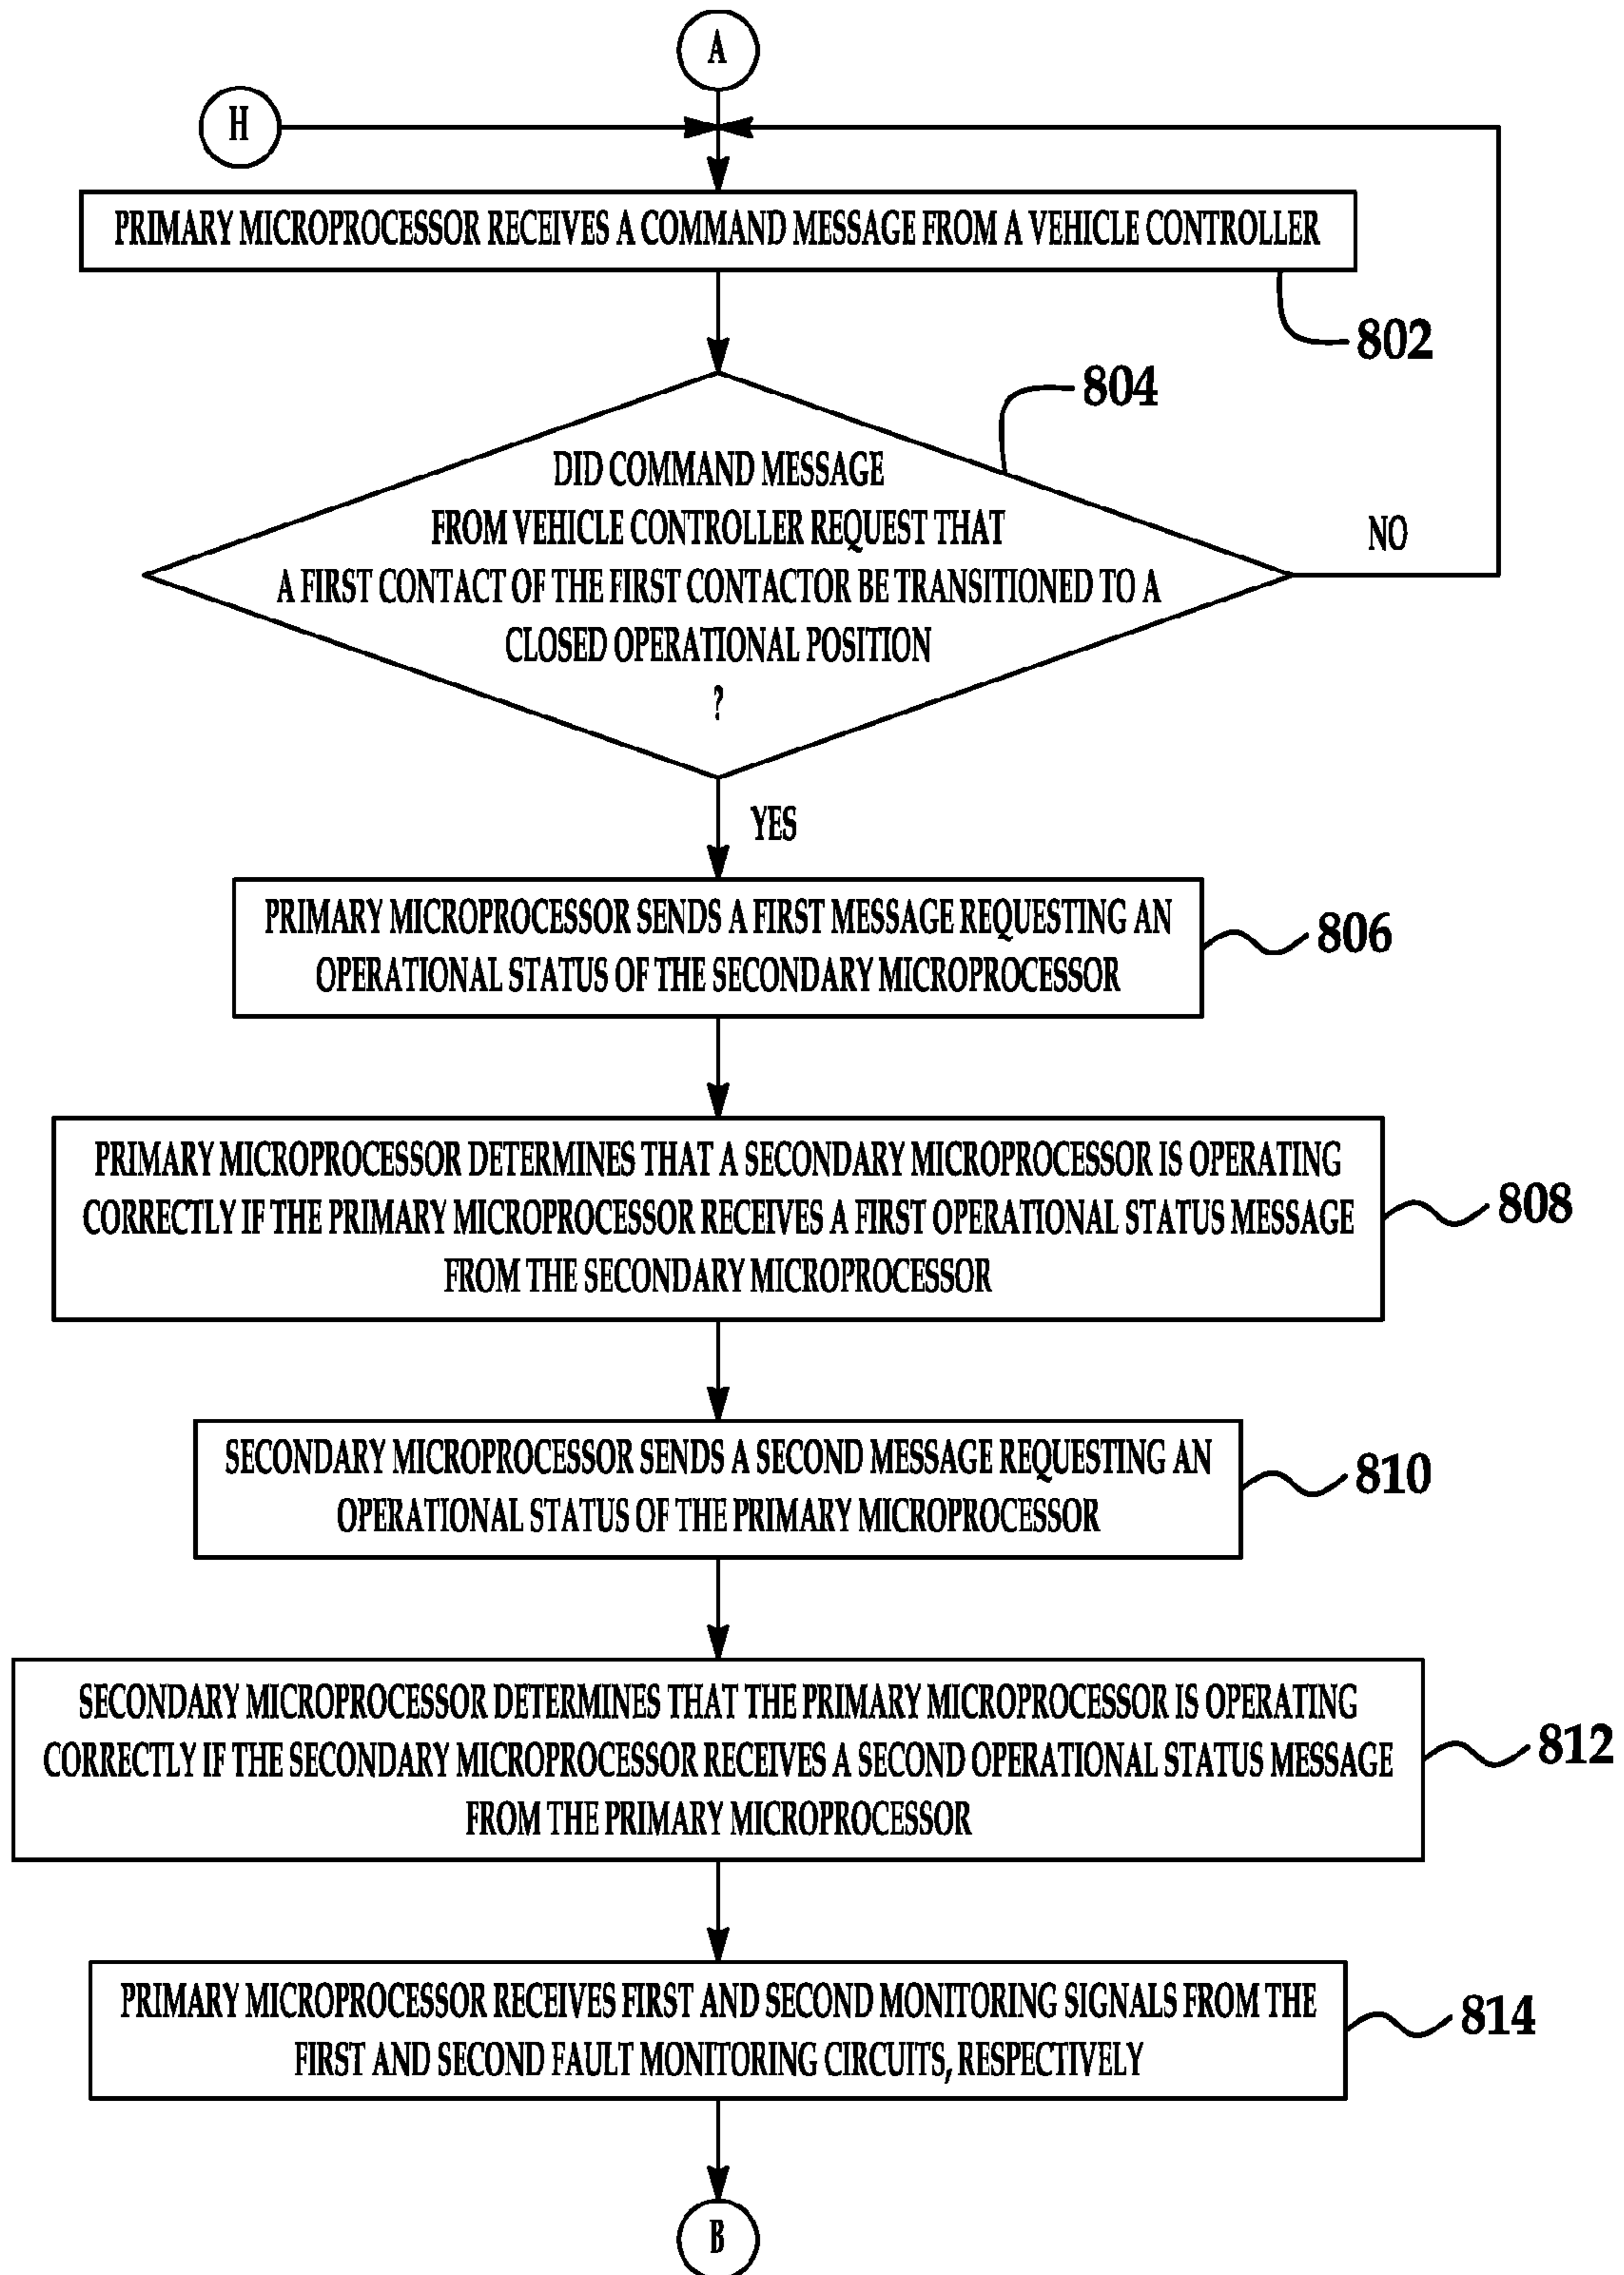 A
H
PRIMARY MICROPROCESSOR RECEIVES A COMMAND MESSAGE FROM A VEHICLE CONTROLLER
802
804
DID COMMAND MESSAGE
FROM VEHICLE CONTROLLER REQUEST THAT
A FIRST CONTACT OF THE FIRST CONTACTOR BE TRANSITIONED TO A
CLOSED OPERATIONAL POSITION
?
NO
YES
PRIMARY MICROPROCESSOR SENDS A FIRST MESSAGE REQUESTING AN
OPERATIONAL STATUS OF THE SECONDARY MICROPROCESSOR
806
PRIMARY MICROPROCESSOR DETERMINES THAT A SECONDARY MICROPROCESSOR IS OPERATING
CORRECTLY IF THE PRIMARY MICROPROCESSOR RECEIVES A FIRST OPERATIONAL STATUS MESSAGE
FROM THE SECONDARY MICROPROCESSOR
808
SECONDARY MICROPROCESSOR SENDS A SECOND MESSAGE REQUESTING AN
OPERATIONAL STATUS OF THE PRIMARY MICROPROCESSOR
810
SECONDARY MICROPROCESSOR DETERMINES THAT THE PRIMARY MICROPROCESSOR IS OPERATING
CORRECTLY IF THE SECONDARY MICROPROCESSOR RECEIVES A SECOND OPERATIONAL STATUS MESSAGE
FROM THE PRIMARY MICROPROCESSOR
812
PRIMARY MICROPROCESSOR RECEIVES FIRST AND SECOND MONITORING SIGNALS FROM THE
FIRST AND SECOND FAULT MONITORING CIRCUITS, RESPECTIVELY
814
B